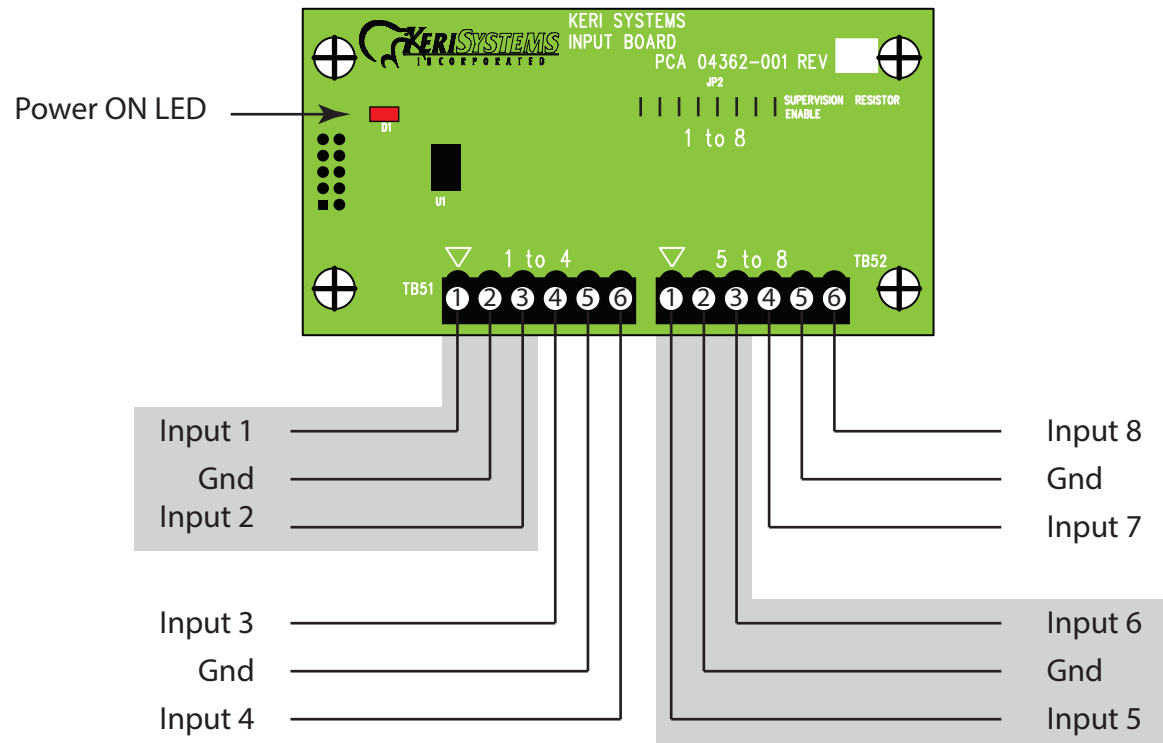 KERI SYSTEMS
INCORPORATED
KERI SYSTEMS
INPUT BOARD
PCA 04362-001 REV
JP2
SUPERVISION RESISTOR
ENABLE
1 to 8
Power ON LED
D1
U1
1 to 4
5 to 8
TB51
TB52
1 2 3 4 5 6
1 2 3 4 5 6
Input 1
Gnd
Input 2
Input 3
Gnd
Input 4
Input 8
Gnd
Input 7
Input 6
Gnd
Input 5